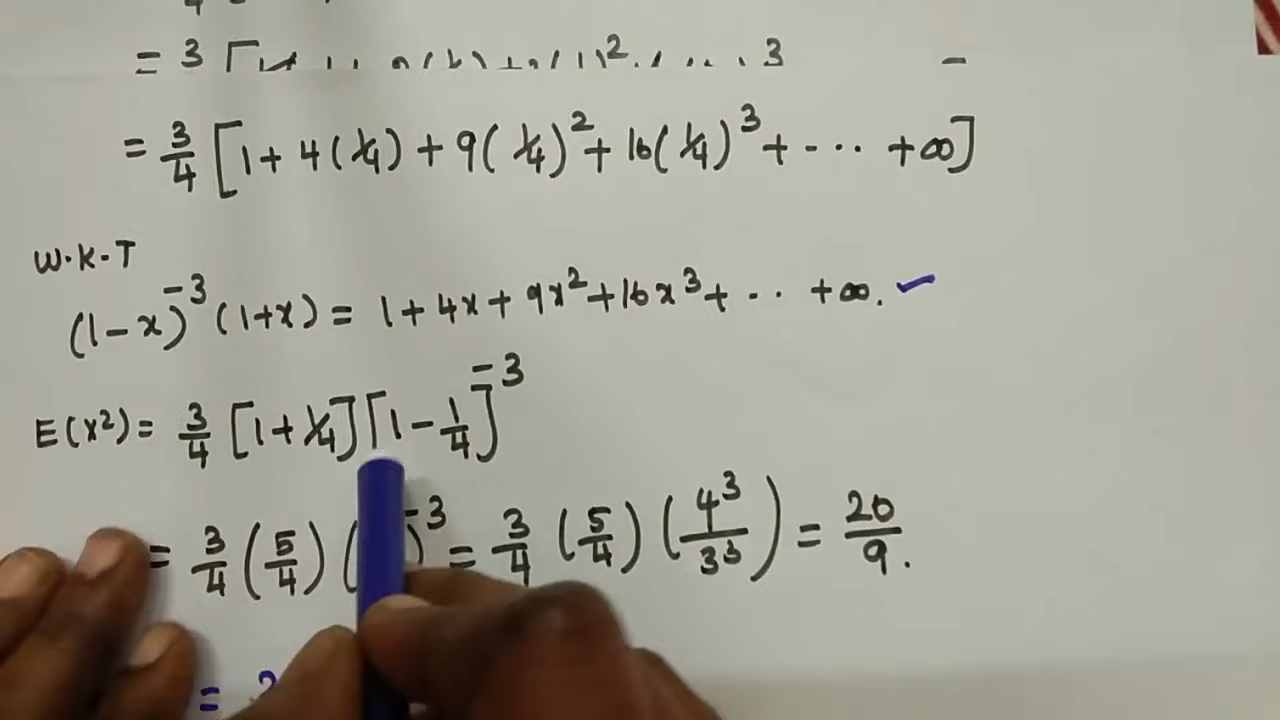 = 3/4 [1 + 4(1/4) + 9(1/4)² + 16(1/4)³ + ··· + ∞]
W.K.T
(1-x)⁻³ (1+x) = 1 + 4x + 9x² + 16x³ + ·· + ∞.
E(x²) = 3/4 [1 + 1/4] [1 - 1/4]⁻³
= 3/4 (5/4) ( )⁻³ = 3/4 (5/4) (4³/3³) = 20/9.
=